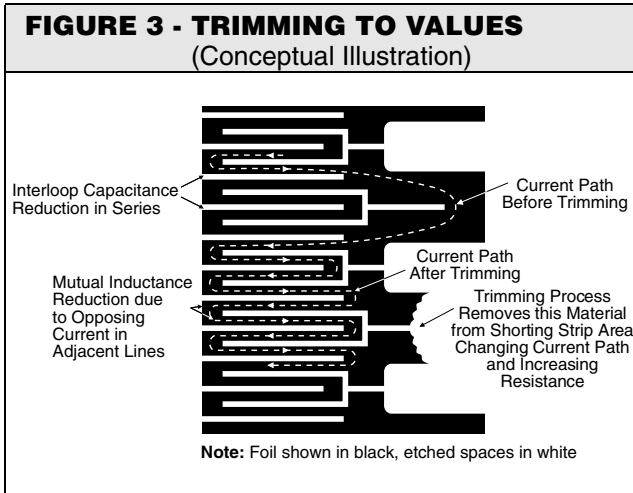 FIGURE 3 - TRIMMING TO VALUES
(Conceptual Illustration)
Interloop Capacitance
Reduction in Series
Current Path
Before Trimming
Mutual Inductance
Reduction due
to Opposing
Current in
Adjacent Lines
Current Path
After Trimming
Trimming Process
Removes this Material
from Shorting Strip Area
Changing Current Path
and Increasing
Resistance
Note: Foil shown in black, etched spaces in white